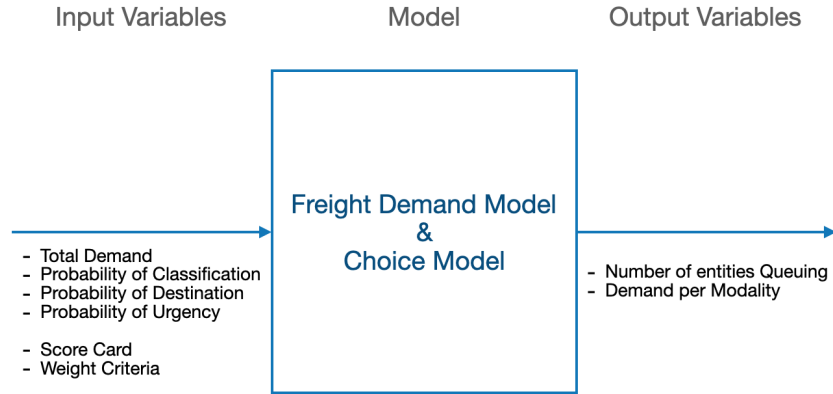 Input Variables
Model
Output Variables
Freight Demand Model
&
Choice Model
- Total Demand
- Probability of Classification
- Probability of Destination
- Probability of Urgency
- Score Card
- Weight Criteria
- Number of entities Queuing
- Demand per Modality